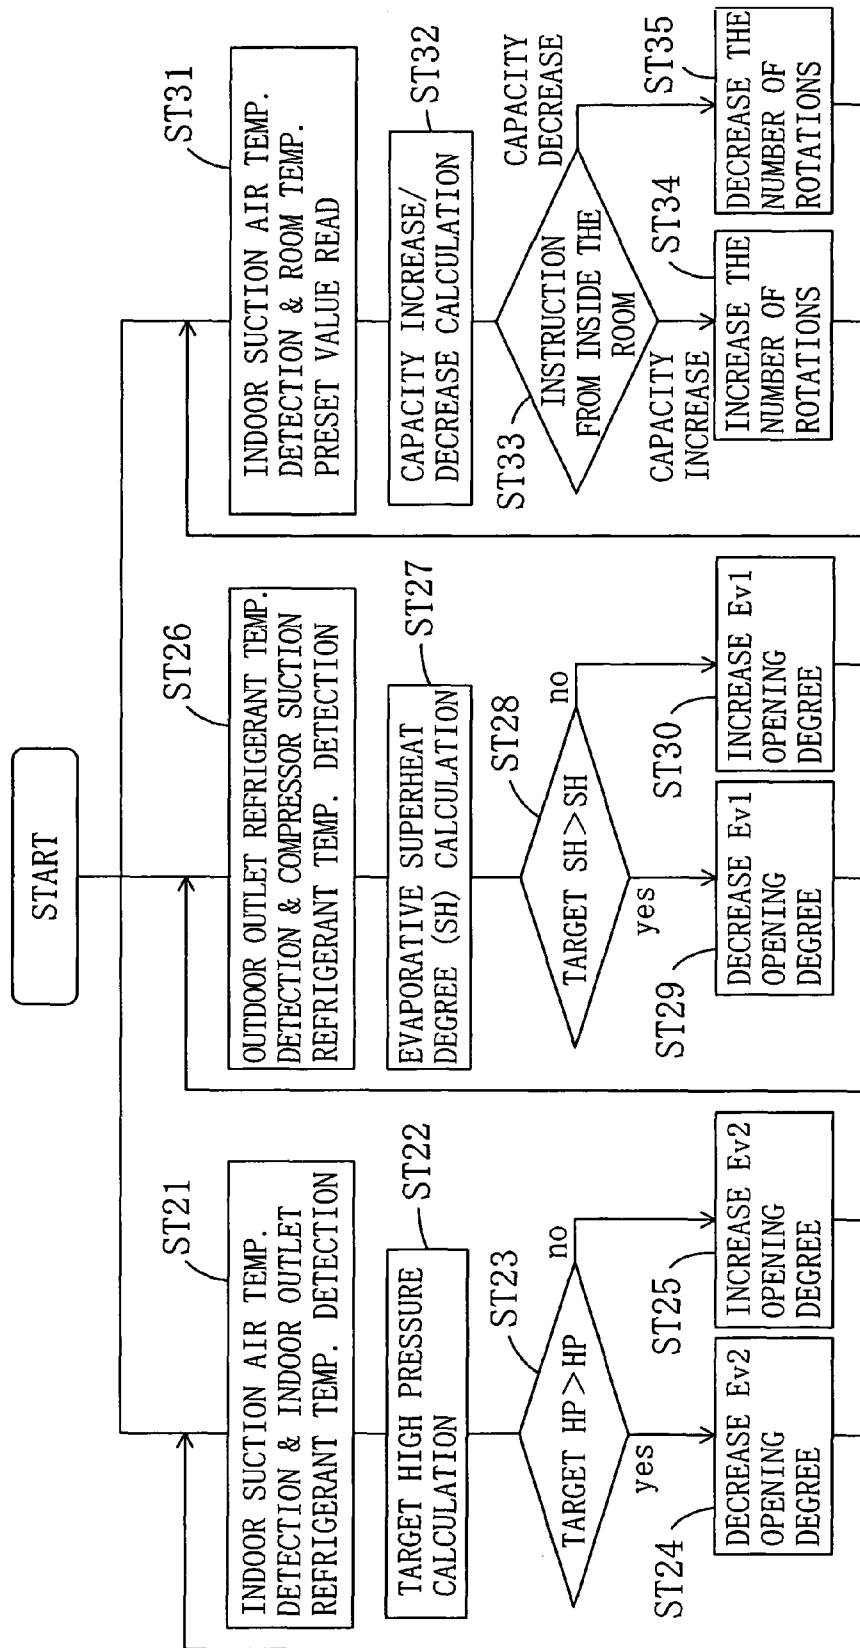 START
INDOOR SUCTION AIR TEMP.
DETECTION & INDOOR OUTLET
REFRIGERANT TEMP. DETECTION
ST21
TARGET HIGH PRESSURE
CALCULATION
ST22
TARGET HP>HP
ST23
yes
no
DECREASE Ev2
OPENING
DEGREE
ST24
INCREASE Ev2
OPENING
DEGREE
ST25
OUTDOOR OUTLET REFRIGERANT TEMP.
DETECTION & COMPRESSOR SUCTION
REFRIGERANT TEMP. DETECTION
ST26
EVAPORATIVE SUPERHEAT
DEGREE (SH) CALCULATION
ST27
TARGET SH>SH
ST28
yes
no
DECREASE Ev1
OPENING
DEGREE
ST29
INCREASE Ev1
OPENING
DEGREE
ST30
INDOOR SUCTION AIR TEMP.
DETECTION & ROOM TEMP.
PRESET VALUE READ
ST31
CAPACITY INCREASE/
DECREASE CALCULATION
ST32
INSTRUCTION
FROM INSIDE THE
ROOM
ST33
CAPACITY
INCREASE
CAPACITY
DECREASE
INCREASE THE
NUMBER OF
ROTATIONS
ST34
DECREASE THE
NUMBER OF
ROTATIONS
ST35